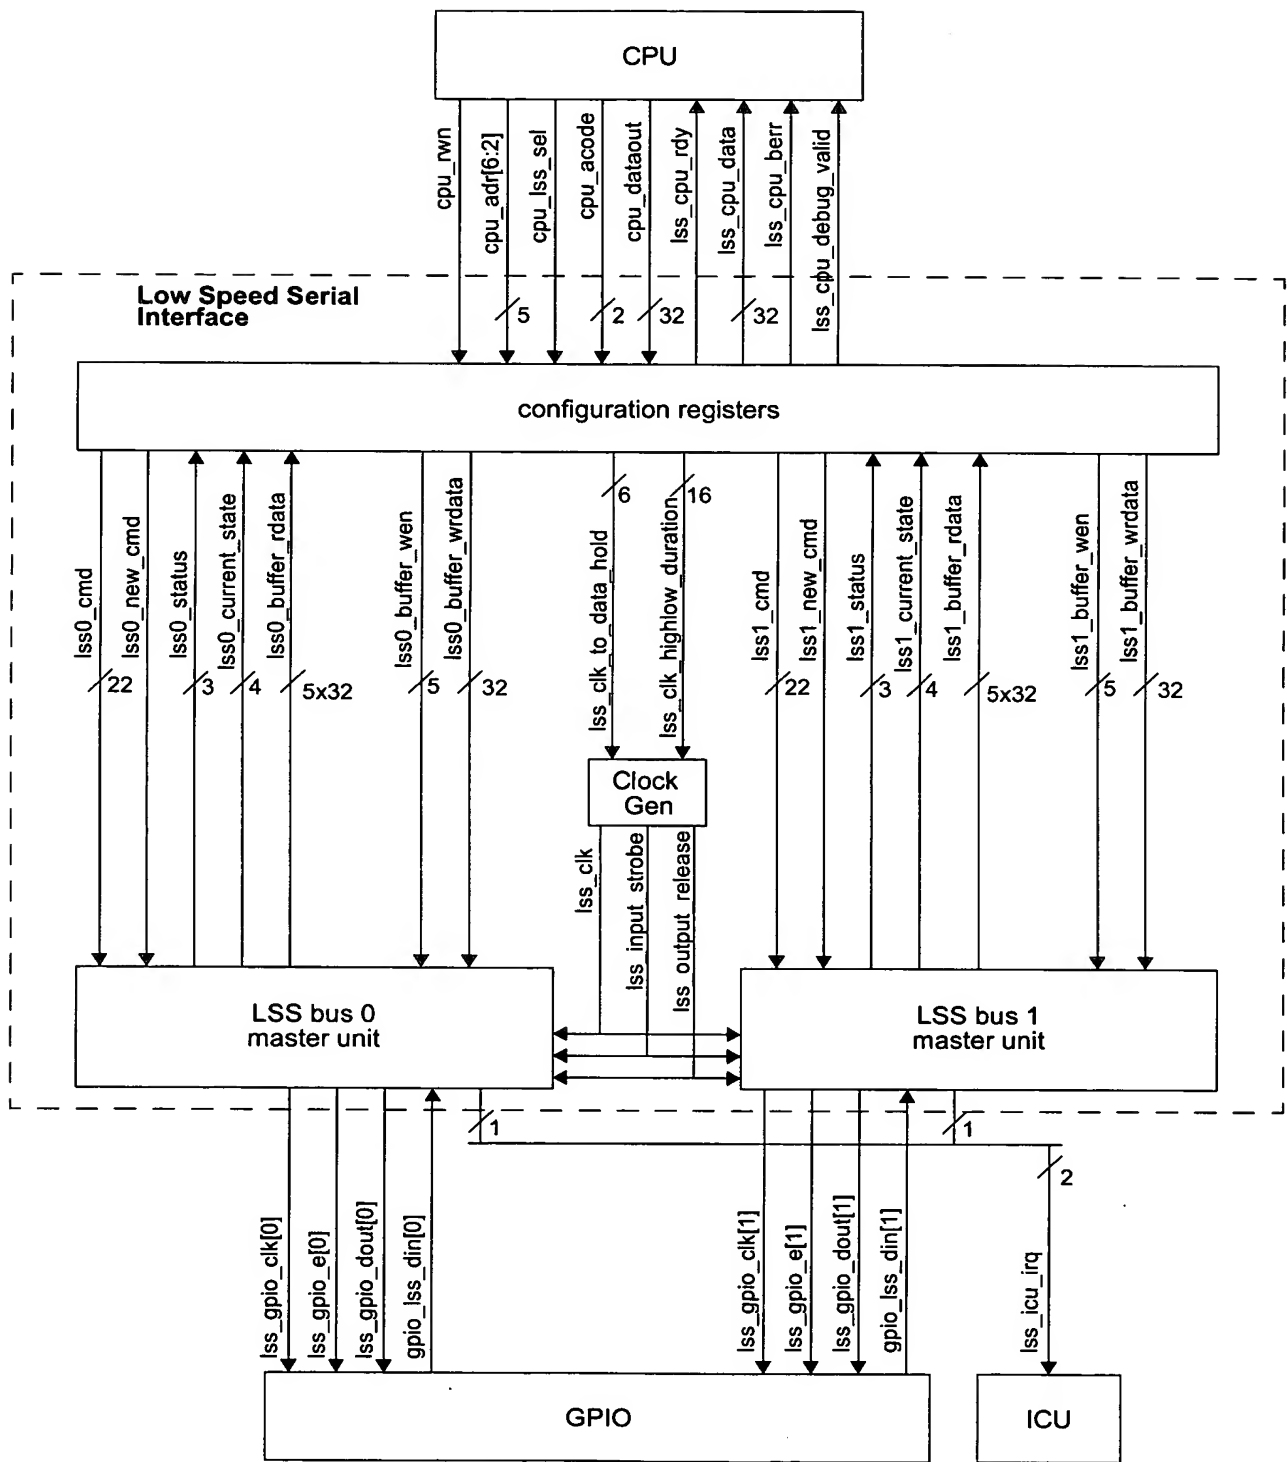 CPU
cpu_rwn
cpu_adr[6:2]
cpu_lss_sel
cpu_acode
cpu_dataout
lss_cpu_rdy
lss_cpu_data
lss_cpu_berr
lss_cpu_debug_valid
Low Speed Serial
Interface
5
2
32
32
configuration registers
lss0_cmd
lss0_new_cmd
lss0_status
lss0_current_state
lss0_buffer_rdata
lss0_buffer_wen
lss0_buffer_wrdata
lss_clk_to_data_hold
lss_clk_highlow_duration
lss1_cmd
lss1_new_cmd
lss1_status
lss1_current_state
lss1_buffer_rdata
lss1_buffer_wen
lss1_buffer_wrdata
6
16
22
3
4
5x32
5
32
22
3
4
5x32
5
32
Clock
Gen
lss_clk
lss_input_strobe
lss_output_release
LSS bus 0
master unit
LSS bus 1
master unit
1
1
2
lss_gpio_clk[0]
lss_gpio_e[0]
lss_gpio_dout[0]
gpio_lss_din[0]
lss_gpio_clk[1]
lss_gpio_e[1]
lss_gpio_dout[1]
gpio_lss_din[1]
lss_icu_irq
GPIO
ICU